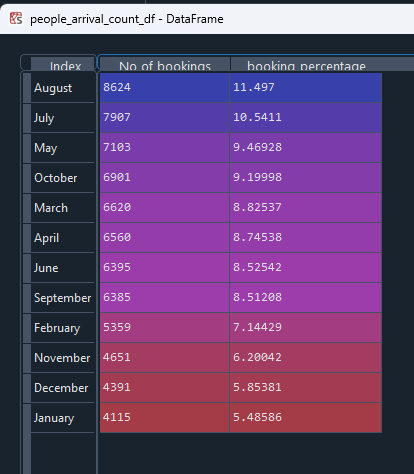 people_arrival_count_df - DataFrame
Index No of bookings booking percentage
August 8624 11.497
July 7907 10.5411
May 7103 9.46928
October 6901 9.19998
March 6620 8.82537
April 6560 8.74538
June 6395 8.52542
September 6385 8.51208
February 5359 7.14429
November 4651 6.20042
December 4391 5.85381
January 4115 5.48586